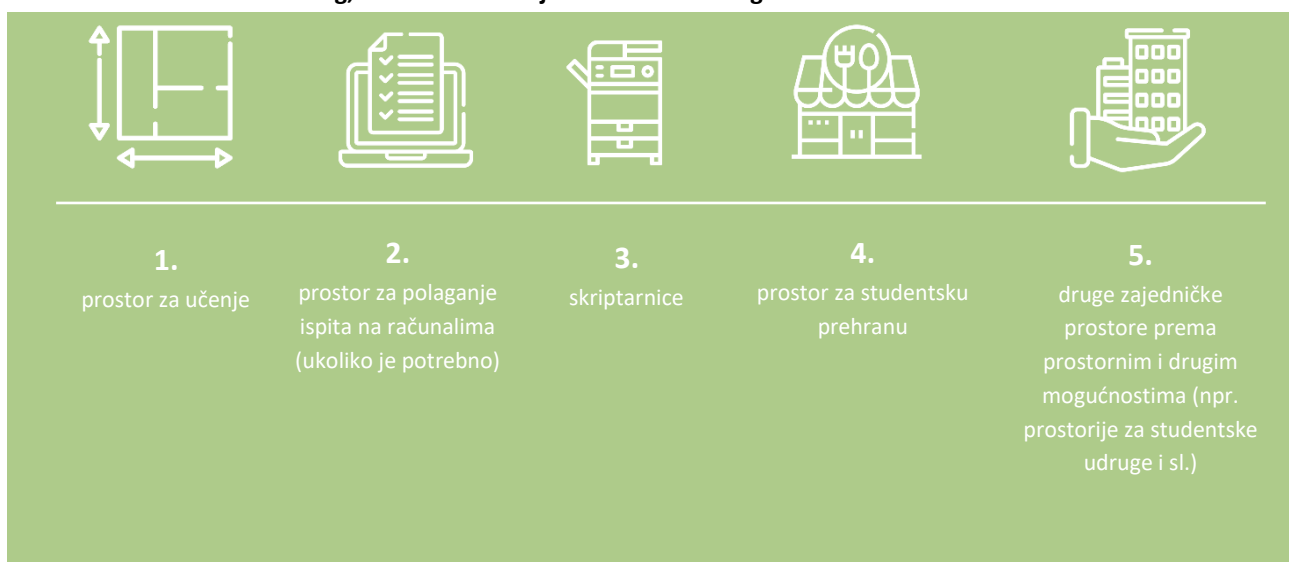 1.
prostor za učenje
2.
prostor za polaganje
ispita na računalima
(ukoliko je potrebno)
3.
skriptarnice
4.
prostor za studentsku
prehranu
5.
druge zajedničke
prostore prema
prostornim i drugim
mogućnostima (npr.
prostorije za studentske
udruge i sl.)